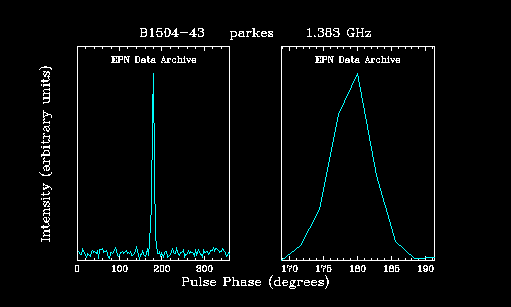 B1504-43 parkes 1.383 GHz
EPN Data Archive EPN Data Archive
Intensity (arbitrary units)
0 100 200 300 170 175 180 185 190
Pulse Phase (degrees)